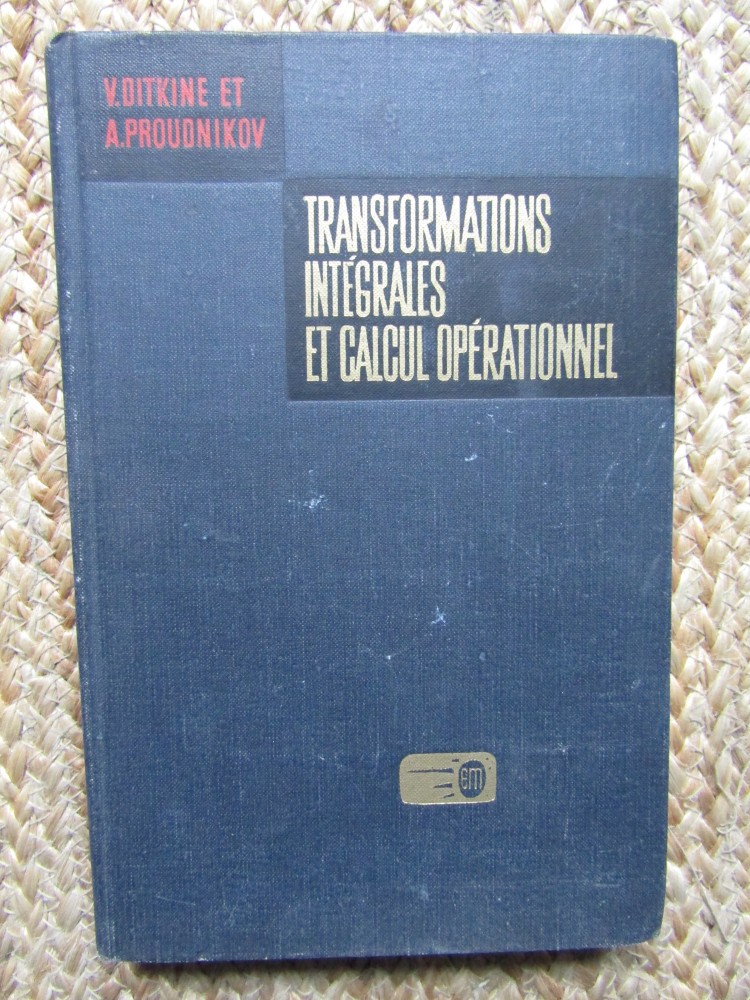 V.DITKINE ET
A.PROUDNIKOV
TRANSFORMATIONS
INTÉGRALES
ET CALCUL OPÉRATIONNEL
em